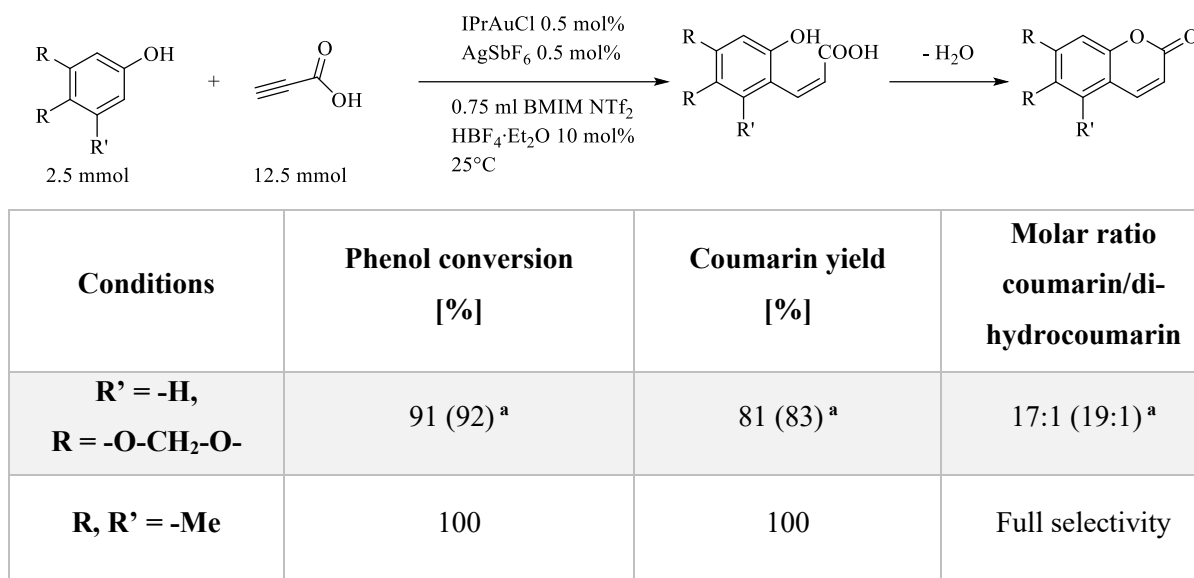 IPrAuCl 0.5 mol%
AgSbF₆ 0.5 mol%
0.75 ml BMIM NTf₂
HBF₄·Et₂O 10 mol%
25°C
R
OH
R
R'
2.5 mmol
+
O
OH
12.5 mmol
R
OH
COOH
R
R'
- H₂O
R
O
O
R
R'
Conditions
Phenol conversion
[%]
Coumarin yield
[%]
Molar ratio
coumarin/di-
hydrocoumarin
R’ = -H,
R = -O-CH₂-O-
91 (92) ᵃ
81 (83) ᵃ
17:1 (19:1) ᵃ
R, R’ = -Me
100
100
Full selectivity